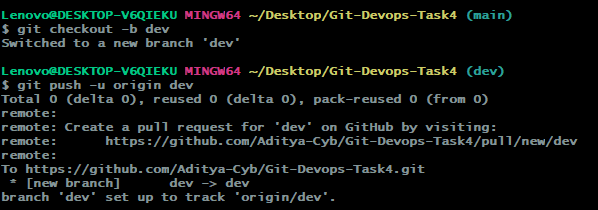 Lenovo@DESKTOP-V6QIEKU MINGW64 ~/Desktop/Git-Devops-Task4 (main)
$ git checkout -b dev
Switched to a new branch 'dev'
Lenovo@DESKTOP-V6QIEKU MINGW64 ~/Desktop/Git-Devops-Task4 (dev)
$ git push -u origin dev
Total 0 (delta 0), reused 0 (delta 0), pack-reused 0 (from 0)
remote:
remote: Create a pull request for 'dev' on GitHub by visiting:
remote:      https://github.com/Aditya-Cyb/Git-Devops-Task4/pull/new/dev
remote:
To https://github.com/Aditya-Cyb/Git-Devops-Task4.git
 * [new branch]      dev -> dev
branch 'dev' set up to track 'origin/dev'.